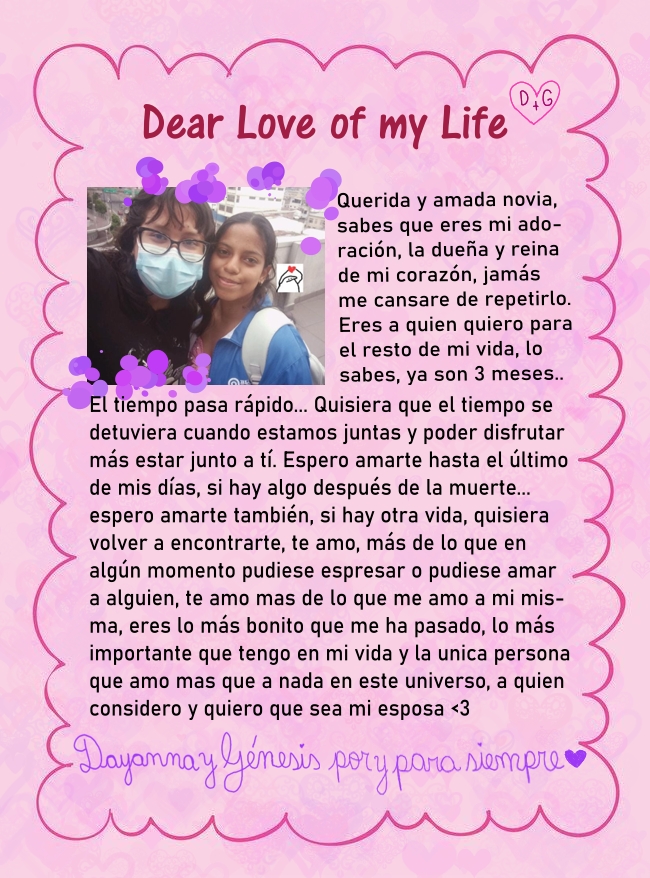 Dear Love of my Life
D+G
Querida y amada novia,
sabes que eres mi ado-
ración, la dueña y reina
de mi corazón, jamás
me cansare de repetirlo.
Eres a quien quiero para
el resto de mi vida, lo
sabes, ya son 3 meses..
El tiempo pasa rápido... Quisiera que el tiempo se
detuviera cuando estamos juntas y poder disfrutar
más estar junto a tí. Espero amarte hasta el último
de mis días, si hay algo después de la muerte...
espero amarte también, si hay otra vida, quisiera
volver a encontrarte, te amo, más de lo que en
algún momento pudiese espresar o pudiese amar
a alguien, te amo mas de lo que me amo a mi mis-
ma, eres lo más bonito que me ha pasado, lo más
importante que tengo en mi vida y la unica persona
que amo mas que a nada en este universo, a quien
considero y quiero que sea mi esposa <3
Dayanna y Génesis por y para siempre